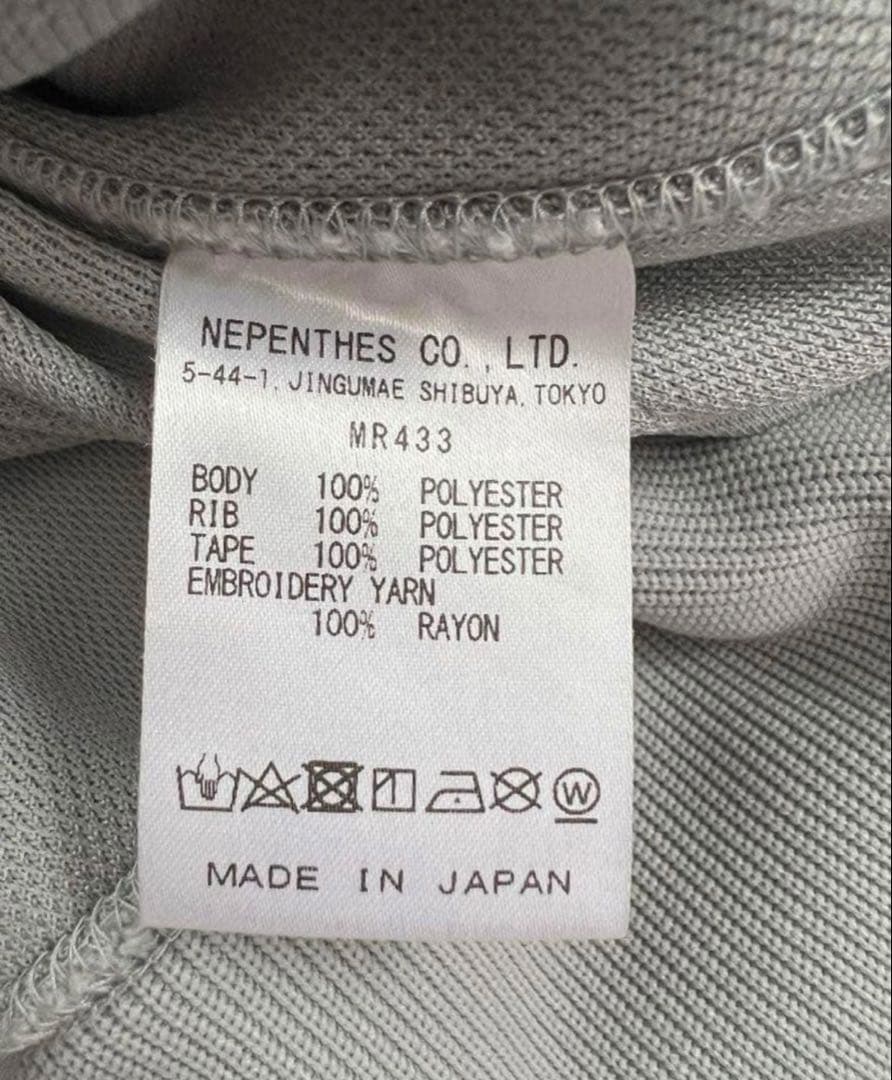 NEPENTHES CO., LTD.
5-44-1, JINGUMAE SHIBUYA, TOKYO
MR433
BODY 100% POLYESTER
RIB 100% POLYESTER
TAPE 100% POLYESTER
EMBROIDERY YARN
100% RAYON
W
MADE IN JAPAN